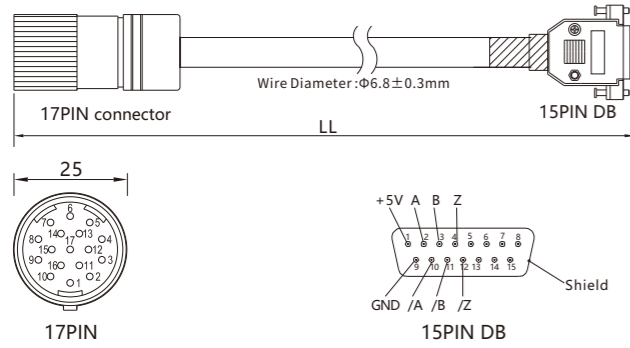 Wire Diameter:Φ6.8±0.3mm
17PIN connector
15PIN DB
LL
25
6
7 5
14 13
8 17 4
15 12
9 3
16 11
10 2
1
17PIN
+5V A B Z
1 2 3 4 5 6 7 8
9 10 11 12 13 14 15
Shield
GND /A /B /Z
15PIN DB